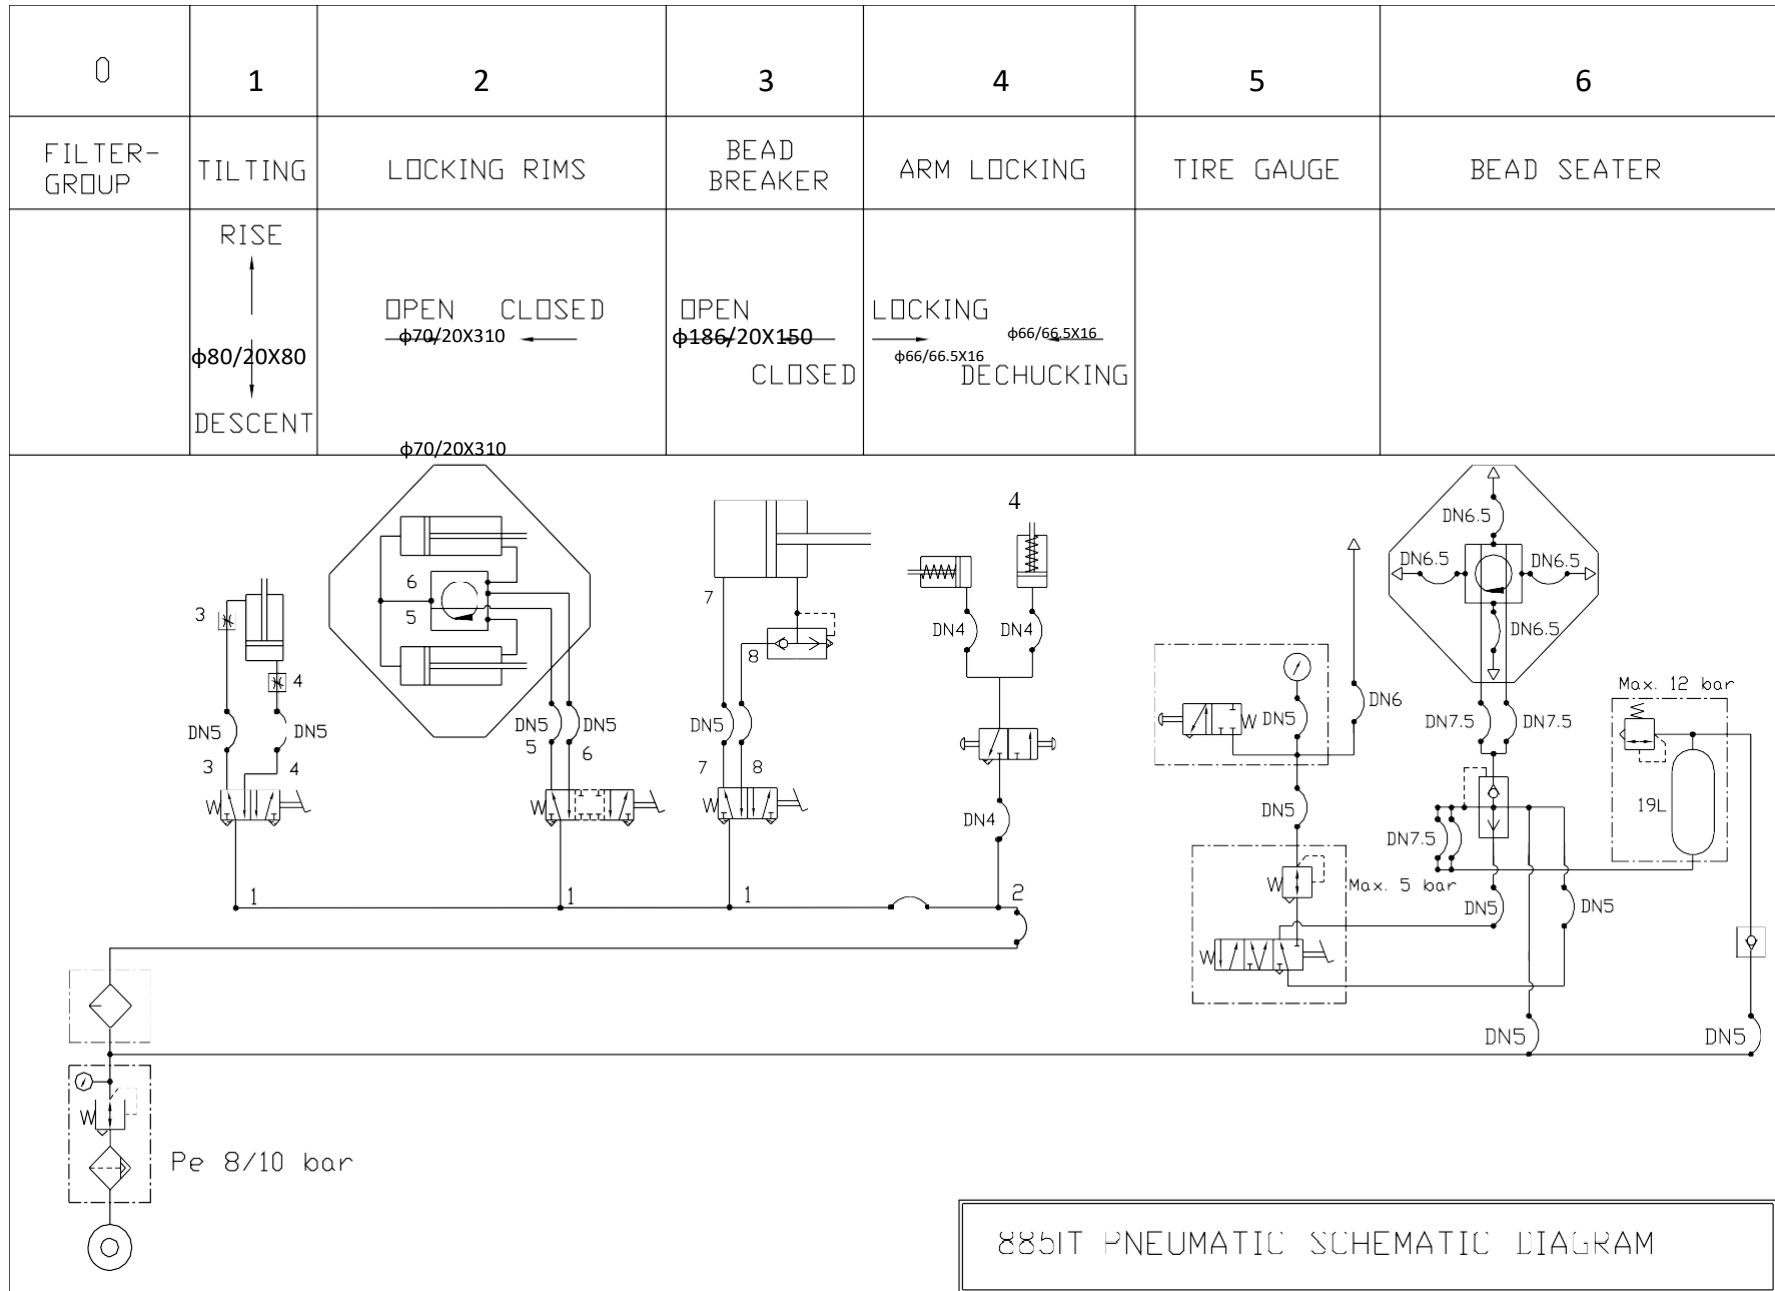 0
1
2
3
4
5
6
FILTER-
GROUP
TILTING
LOCKING RIMS
BEAD
BREAKER
ARM LOCKING
TIRE GAUGE
BEAD SEATER
RISE
ϕ80/20X80
DESCENT
OPEN CLOSED
ϕ70/20X310
ϕ70/20X310
OPEN
ϕ186/20X150
CLOSED
LOCKING
ϕ66/66.5X16
ϕ66/66.5X16
DECHUCKING
3
4
DN5
DN5
3
4
W
6
5
DN5
DN5
5
6
W
7
8
DN5
7
8
W
4
DN4
DN4
DN4
DN5
W
DN6
DN5
W
Max. 5 bar
W
DN6.5
DN6.5
DN6.5
DN6.5
DN7.5
DN7.5
Max. 12 bar
19L
DN7.5
DN5
DN5
DN5
DN5
1
1
1
2
W
Pe 8/10 bar
885IT PNEUMATIC SCHEMATIC DIAGRAM